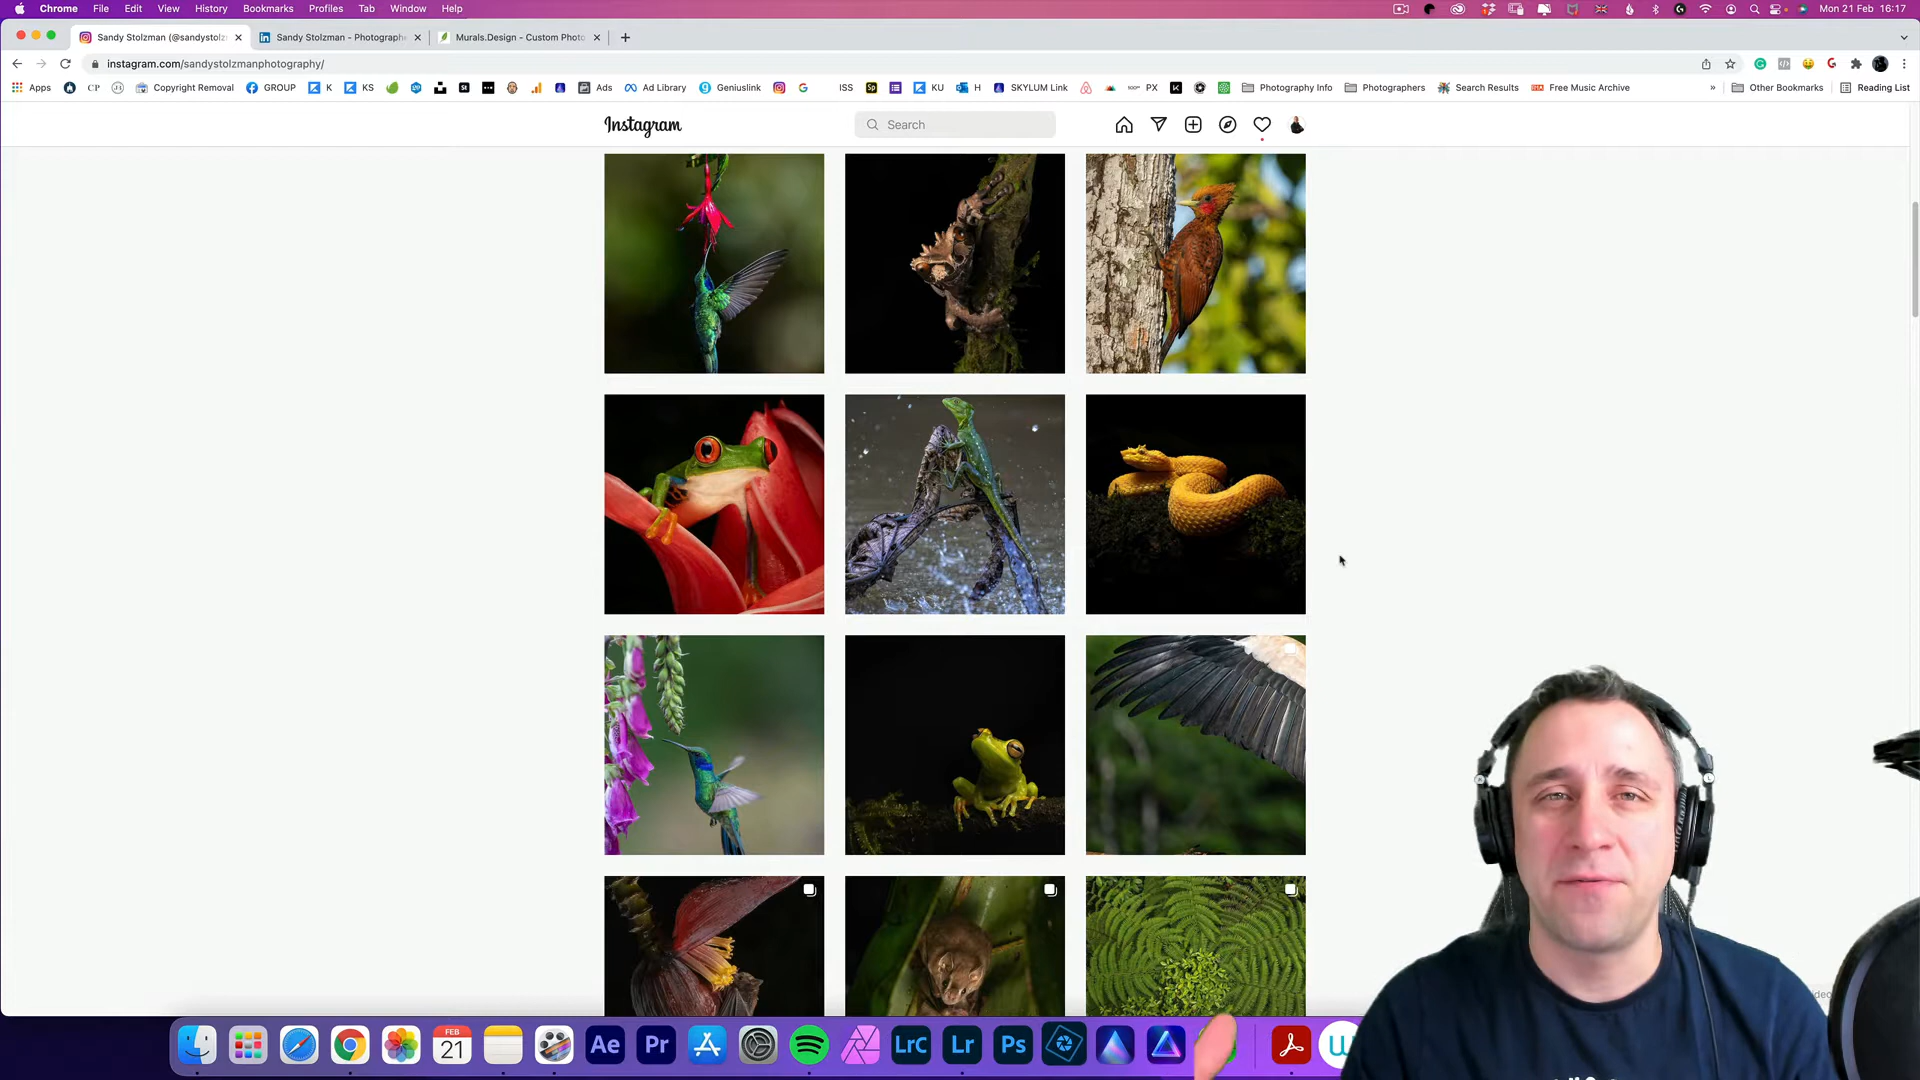 Chrome File Edit View History Bookmarks Profiles Tab Window Help Mon 21 Feb 16:17
Sandy Stolzman (@sandystolz Sandy Stolzman - Photographe Murals.Design - Custom Photo
instagram.com/sandystolzmanphotography/
Apps CP Copyright Removal GROUP K KS Ads Ad Library Geniuslink ISS KU H SKYLUM Link PX Photography Info Photographers Search Results Free Music Archive » Other Bookmarks Reading List
Instagram Search
FEB
21
Ae Pr LrC Lr Ps W